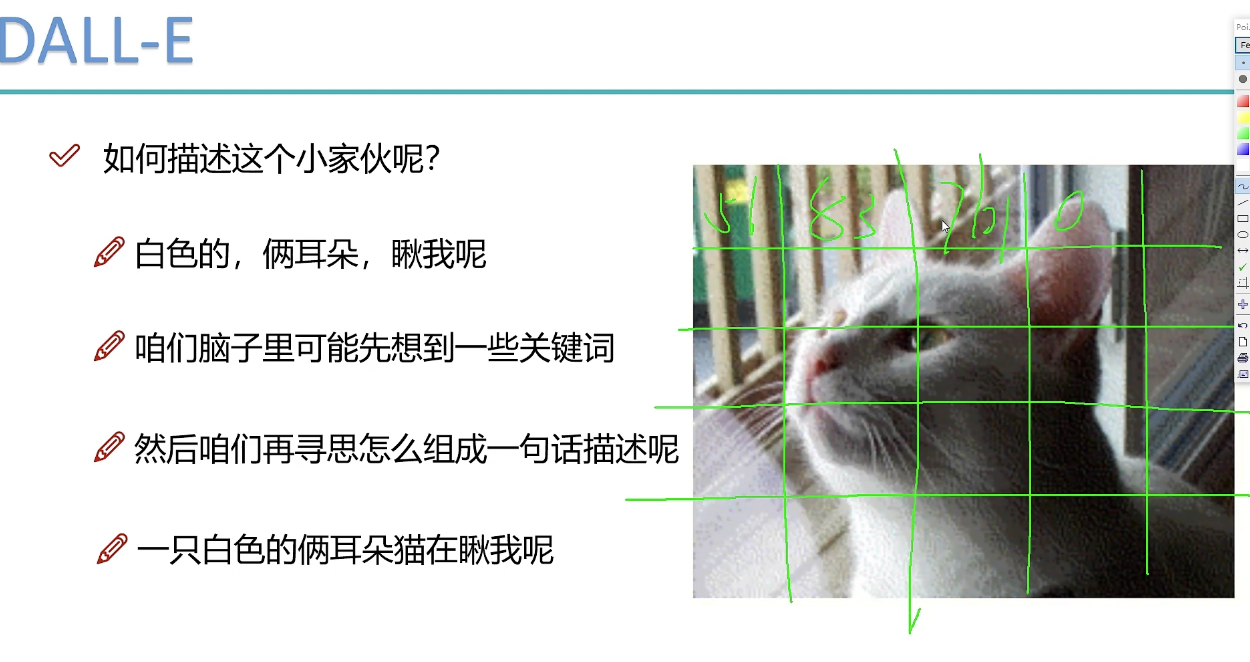 DALL-E
如何描述这个小家伙呢？
白色的，俩耳朵，瞅我呢
咱们脑子里可能先想到一些关键词
然后咱们再寻思怎么组成一句话描述呢
一只白色的俩耳朵猫在瞅我呢
51 83 701 0